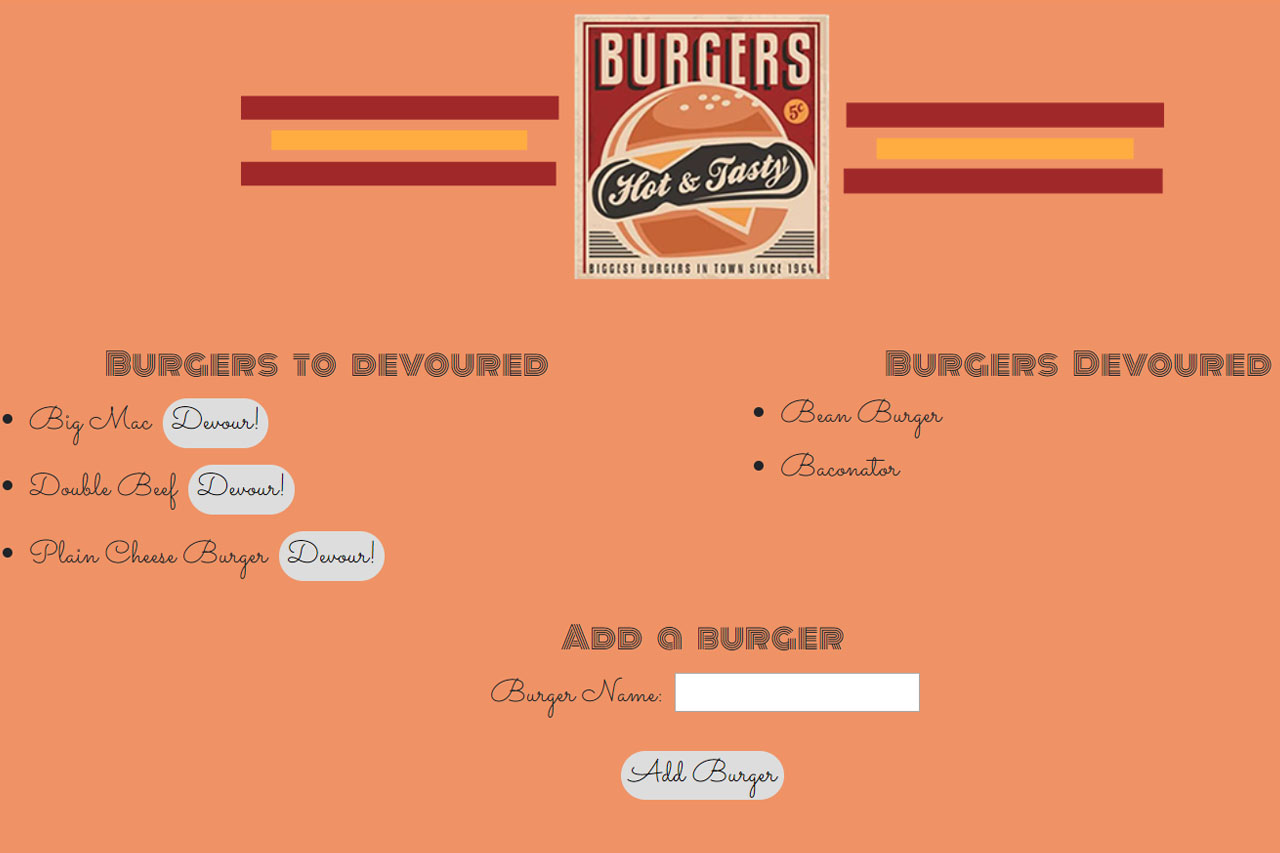 BURGERS
5¢
Hot & Tasty
BIGGEST BURGERS IN TOWN SINCE 1964
Burgers to devoured
Big Mac Devour!
Double Beef Devour!
Plain Cheese Burger Devour!
Burgers Devoured
Bean Burger
Baconator
Add a burger
Burger Name:
Add Burger